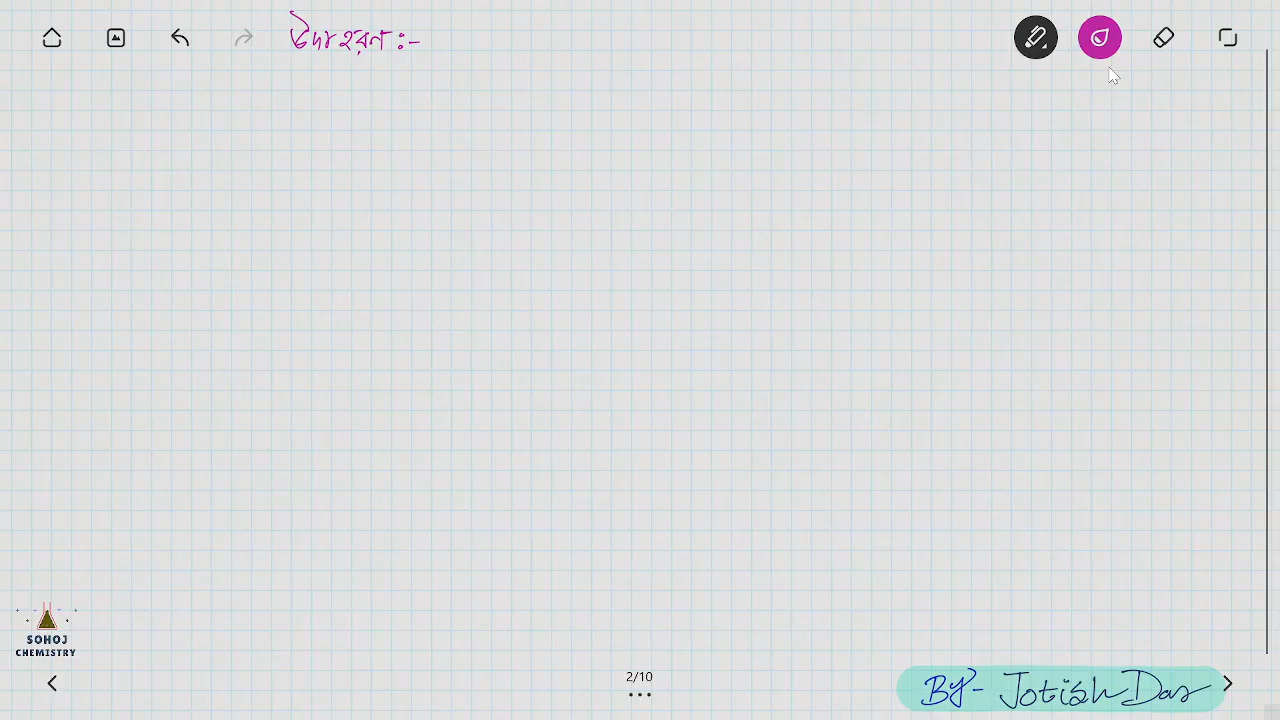 উদাহরণ :-
SOHOJ
CHEMISTRY
2/10
BY- Jotish Das